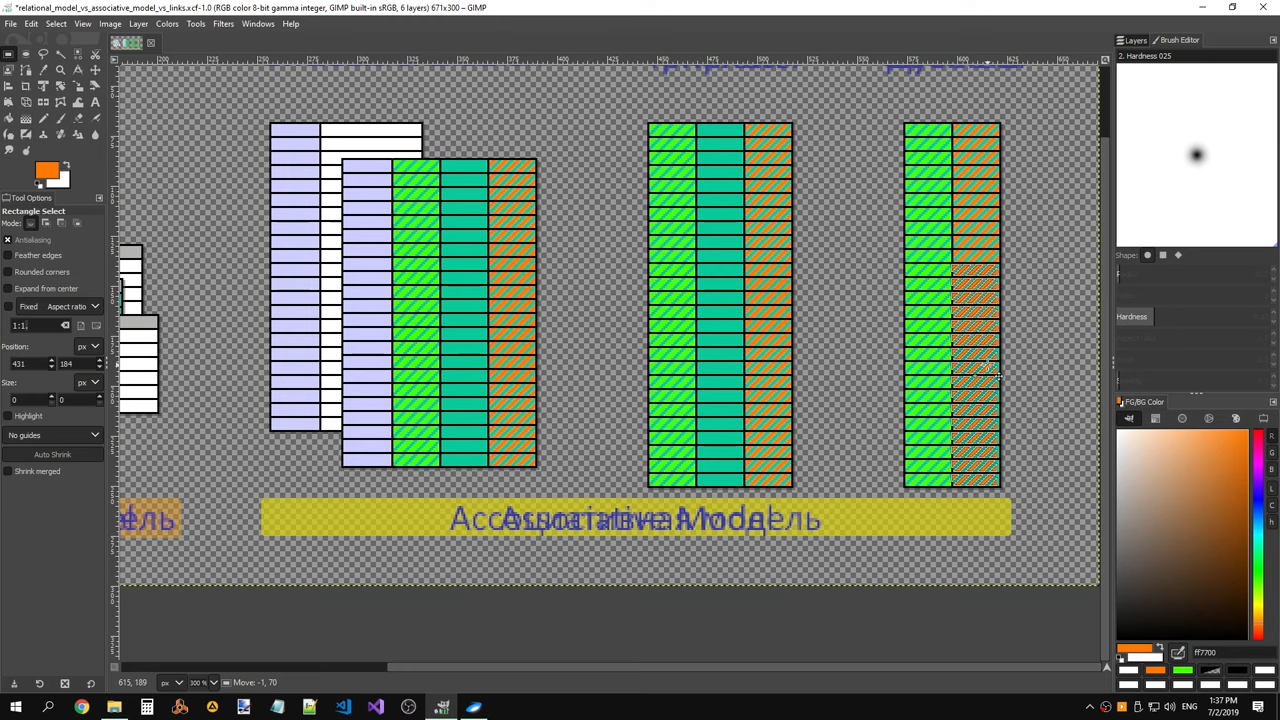 *relational_model_vs_associative_model_vs_links.xcf-1.0 (RGB color 8-bit gamma integer, GIMP built-in sRGB, 6 layers) 671x300 – GIMP
File Edit Select View Image Layer Colors Tools Filters Windows Help
Layers Brush Editor
2. Hardness 025
Tool Options
Rectangle Select
Mode:
Antialiasing
Feather edges
Rounded corners
Expand from center
Fixed Aspect ratio
1:1
Position:
px
431 184
Size:
px
0 0
Highlight
No guides
Auto Shrink
Shrink merged
Shape:
Hardness
FG/BG Color
R
G
B
L
C
h
ff7700
Ассоциативная Модель
Associative Model
615, 189 px 300 % Move: -1, 70
ENG
1:37 PM
7/2/2019